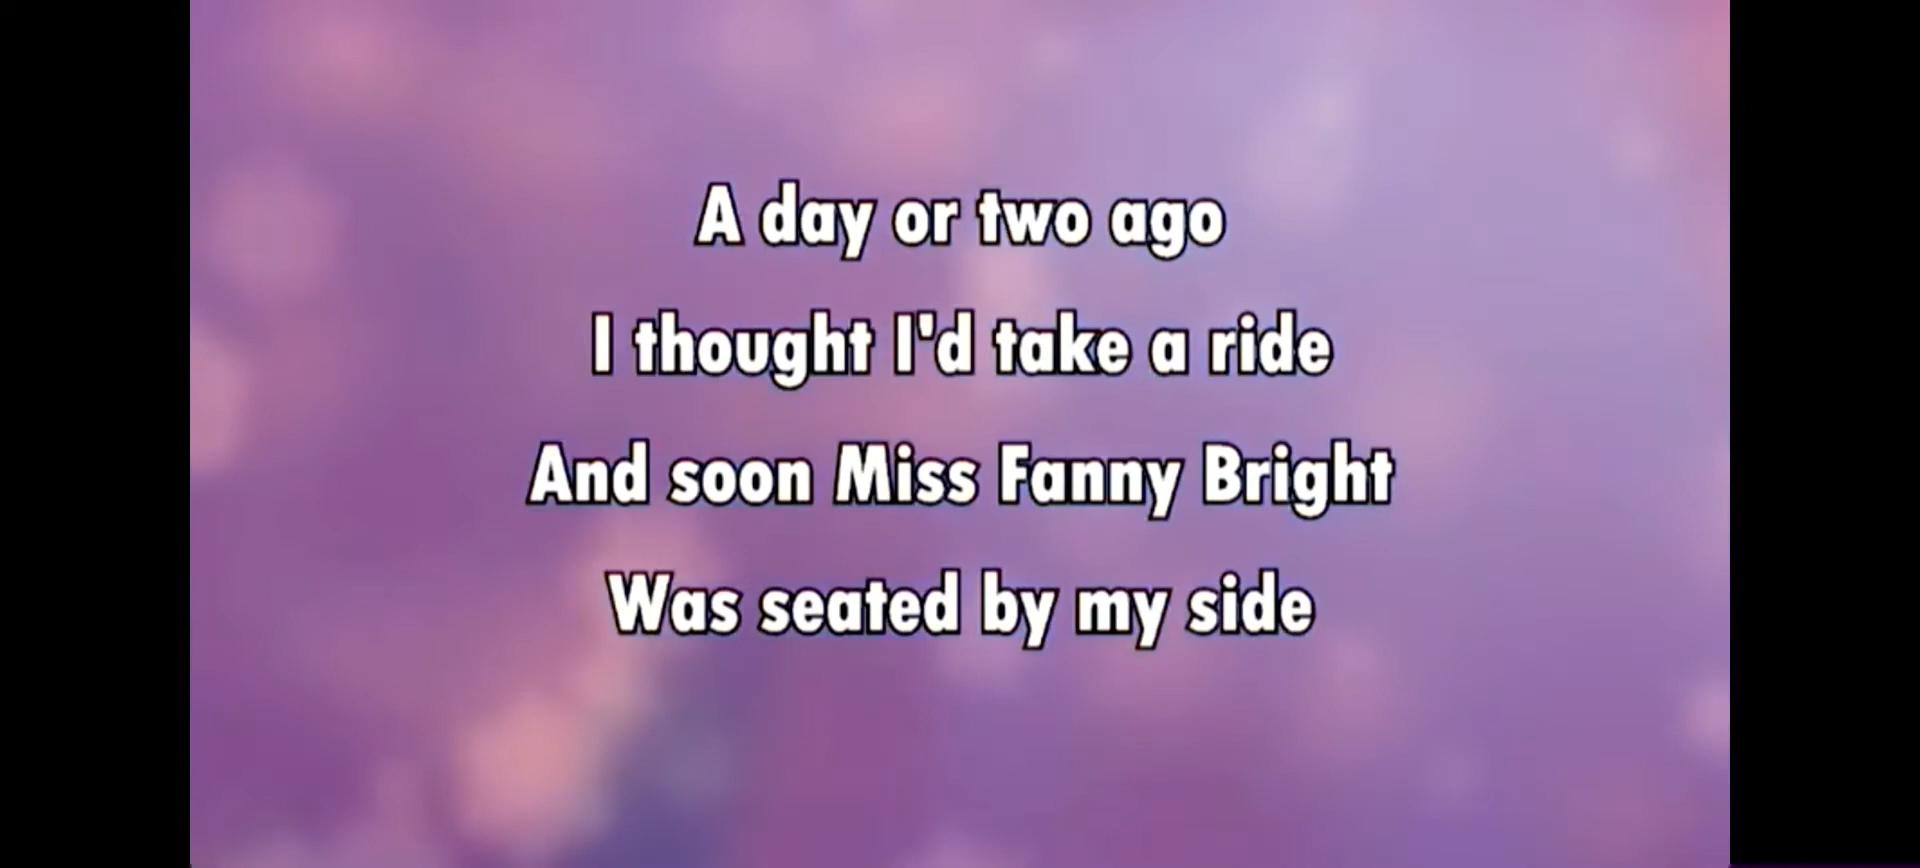 A day or two ago
I thought I'd take a ride
And soon Miss Fanny Bright
Was seated by my side